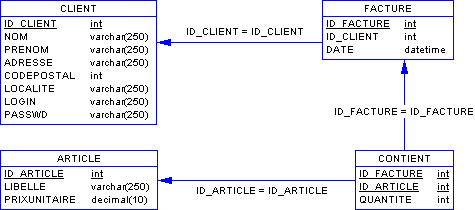 CLIENT
ID_CLIENT int
NOM varchar(250)
PRENOM varchar(250)
ADRESSE varchar(250)
CODEPOSTAL int
LOCALITE varchar(250)
LOGIN varchar(250)
PASSWD varchar(250)
ID_CLIENT = ID_CLIENT
FACTURE
ID_FACTURE int
ID_CLIENT int
DATE datetime
ID_FACTURE = ID_FACTURE
ARTICLE
ID_ARTICLE int
LIBELLE varchar(250)
PRIXUNITAIRE decimal(10)
ID_ARTICLE = ID_ARTICLE
CONTIENT
ID_FACTURE int
ID_ARTICLE int
QUANTITE int